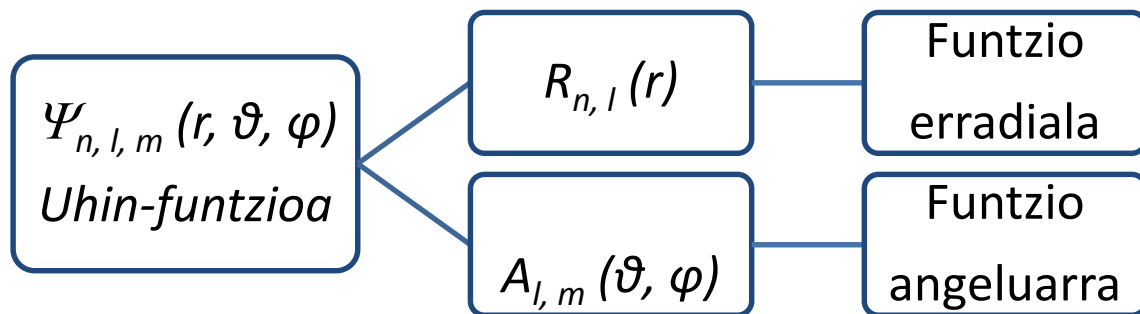 Ψn, l, m (r, ϑ, φ)
Uhin-funtzioa
Rn, l (r)
Funtzio
erradiala
Al, m (ϑ, φ)
Funtzio
angeluarra